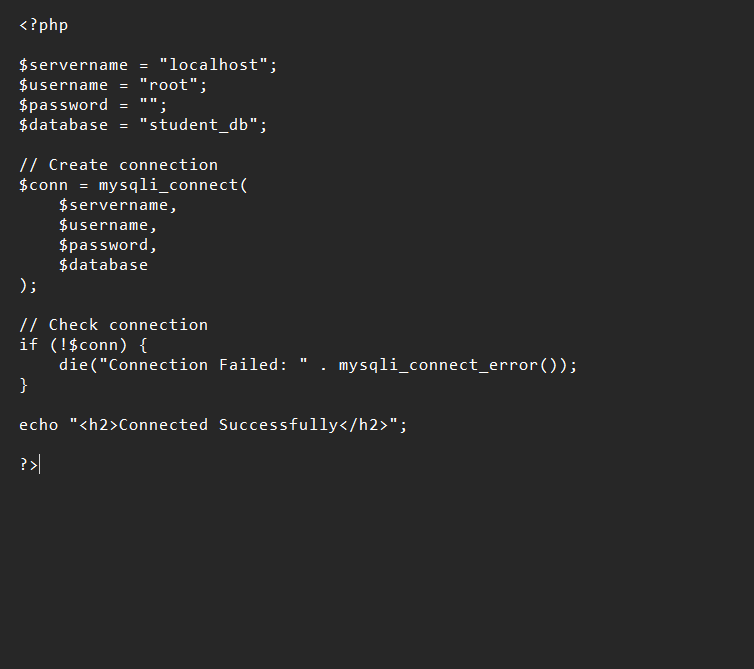 <?php
$servername = "localhost";
$username = "root";
$password = "";
$database = "student_db";
// Create connection
$conn = mysqli_connect(
    $servername,
    $username,
    $password,
    $database
);
// Check connection
if (!$conn) {
    die("Connection Failed: " . mysqli_connect_error());
}
echo "<h2>Connected Successfully</h2>";
?>